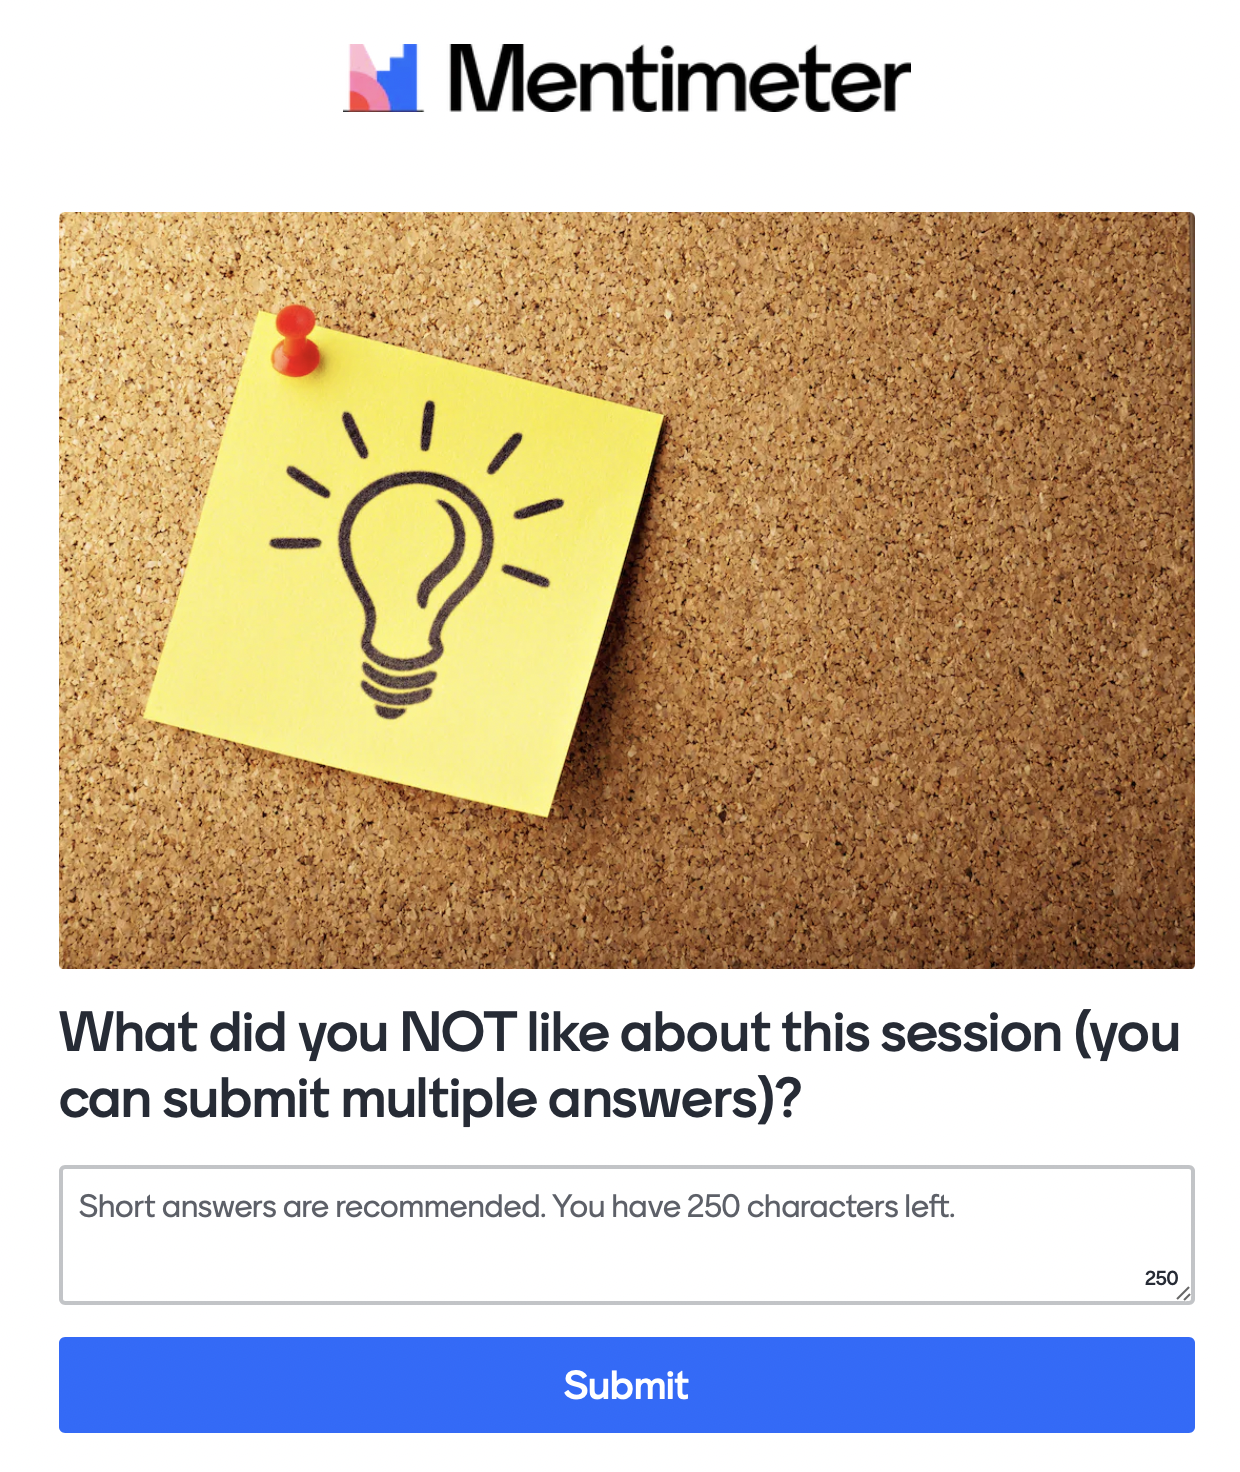 Mentimeter
What did you NOT like about this session (you
can submit multiple answers)?
Short answers are recommended. You have 250 characters left.
250
Submit